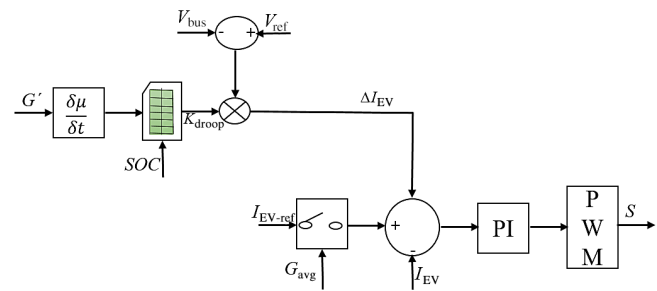 V_bus
V_ref
- +
G´
δμ
δt
K_droop
SOC
ΔI_EV
I_EV-ref
G_avg
+
-
I_EV
PI
P
W
M
S